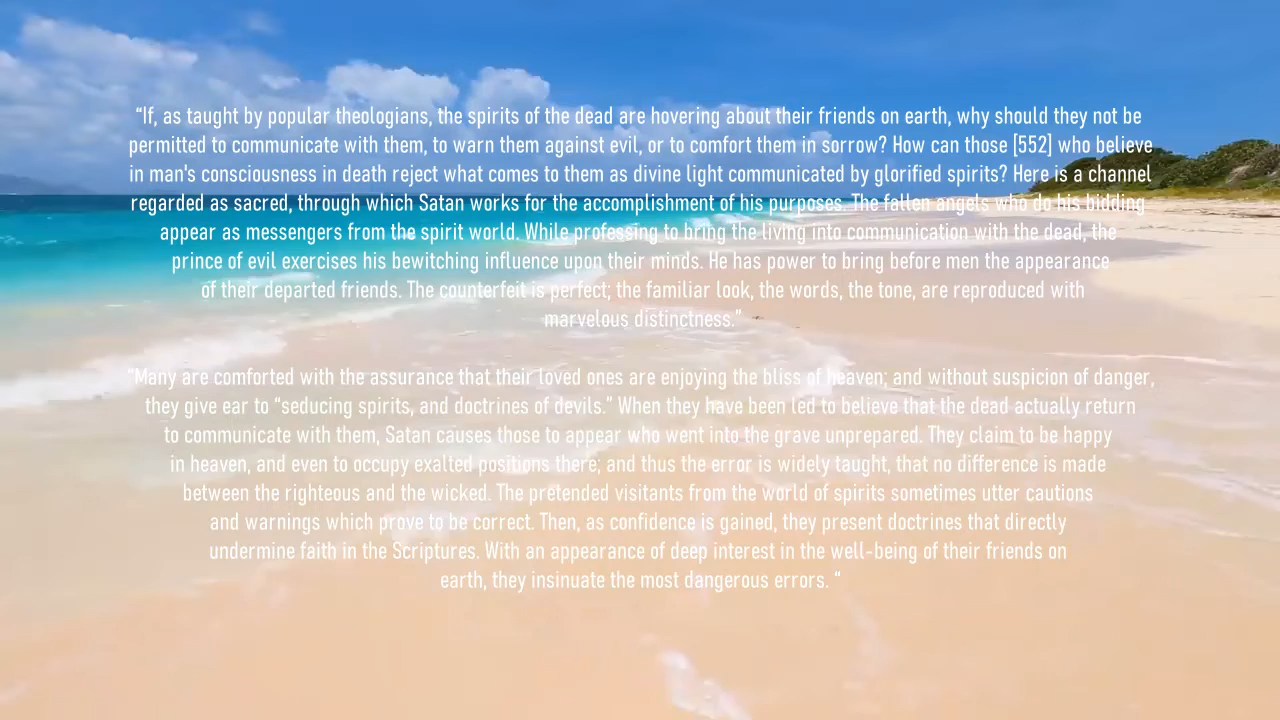 “If, as taught by popular theologians, the spirits of the dead are hovering about their friends on earth, why should they not be
permitted to communicate with them, to warn them against evil, or to comfort them in sorrow? How can those [552] who believe
in man's consciousness in death reject what comes to them as divine light communicated by glorified spirits? Here is a channel
regarded as sacred, through which Satan works for the accomplishment of his purposes. The fallen angels who do his bidding
appear as messengers from the spirit world. While professing to bring the living into communication with the dead, the
prince of evil exercises his bewitching influence upon their minds. He has power to bring before men the appearance
of their departed friends. The counterfeit is perfect; the familiar look, the words, the tone, are reproduced with
marvelous distinctness.”
“Many are comforted with the assurance that their loved ones are enjoying the bliss of heaven; and without suspicion of danger,
they give ear to “seducing spirits, and doctrines of devils.” When they have been led to believe that the dead actually return
to communicate with them, Satan causes those to appear who went into the grave unprepared. They claim to be happy
in heaven, and even to occupy exalted positions there; and thus the error is widely taught, that no difference is made
between the righteous and the wicked. The pretended visitants from the world of spirits sometimes utter cautions
and warnings which prove to be correct. Then, as confidence is gained, they present doctrines that directly
undermine faith in the Scriptures. With an appearance of deep interest in the well-being of their friends on
earth, they insinuate the most dangerous errors. “